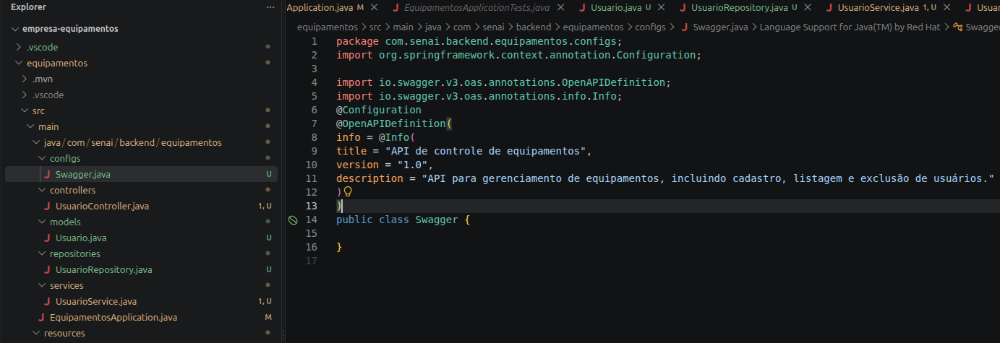 Explorer ...
empresa-equipamentos
.vscode
equipamentos
.mvn
.vscode
src
main
java/com/senai/backend/equipamentos
configs
J Swagger.java U
controllers
J UsuarioController.java 1, U
models
J Usuario.java U
repositories
J UsuarioRepository.java U
services
J UsuarioService.java 1, U
J EquipamentosApplication.java M
resources
Application.java M J EquipamentosApplicationTests.java J Usuario.java U J UsuarioRepository.java U J UsuarioService.java 1, U J Usuar
equipamentos > src > main > java > com > senai > backend > equipamentos > configs > J Swagger.java > Language Support for Java(TM) by Red Hat > Swagger
1 package com.senai.backend.equipamentos.configs;
2 import org.springframework.context.annotation.Configuration;
3
4 import io.swagger.v3.oas.annotations.OpenAPIDefinition;
5 import io.swagger.v3.oas.annotations.info.Info;
6 @Configuration
7 @OpenAPIDefinition(
8 info = @Info(
9 title = "API de controle de equipamentos",
10 version = "1.0",
11 description = "API para gerenciamento de equipamentos, incluindo cadastro, listagem e exclusão de usuários."
12 )
13 )
14 public class Swagger {
15
16 }
17